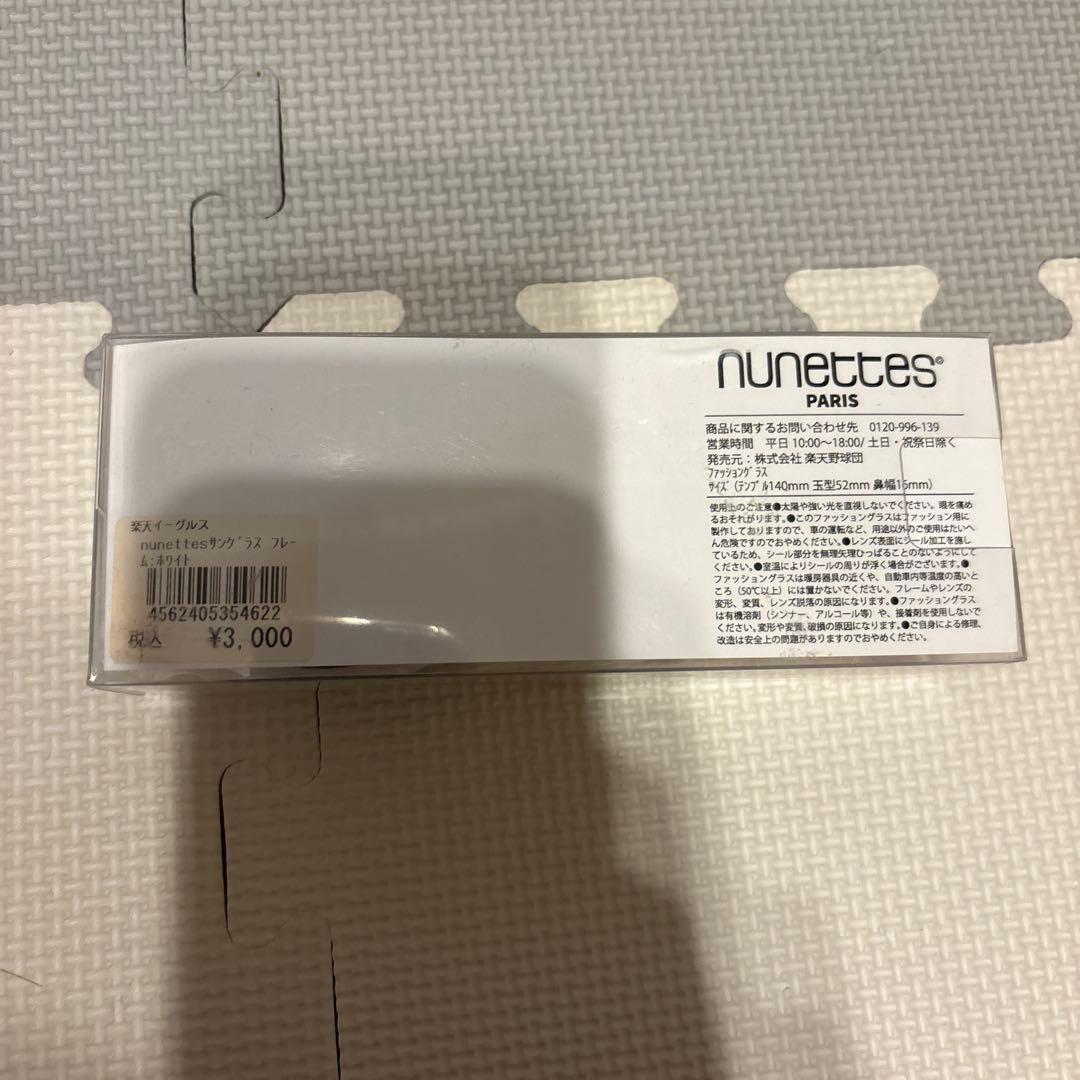 nunettes
PARIS
商品に関するお問い合わせ先 0120-996-139
営業時間 平日 10:00～18:00/ 土日・祝祭日除く
発売元：株式会社 楽天野球団
ﾌｧｯｼｮﾝｸﾞﾗｽ
ｻｲｽﾞ (ﾃﾝﾌﾟﾙ140mm 玉型52mm 鼻幅16mm)
使用上のご注意●太陽や強い光を直視しないでください。眼を痛め
るおそれがります。●このファッショングラスはファッション用に
製作しておりますので、車の運転など、用途以外のご使用はたいへ
ん危険ですのでおやめください。●レンズ表面にシール加工を施し
ているため、シール部分を無理矢理ひっぱることのないようにして
ください。●室温によりシールの周りが浮く場合がございます。●
ファッショングラスは暖房器具の近くや、自動車内等温度の高いと
ころ（50℃以上）には置かないでください。フレームやレンズの
変形、変質、レンズ脱落の原因になります。●ファッショングラス
は有機溶剤（シンナー、アルコール等）や、接着剤を使用しないで
ください。変形や変質、破損の原因になります。●ご自身による修理、
改造は安全上の問題がありますのでおやめください。
楽天イーグルス
nunettesｻﾝｸﾞﾗｽ ﾌﾚｰ
ﾑ:ﾎﾜｲﾄ
4562405354622
税込 ¥3,000